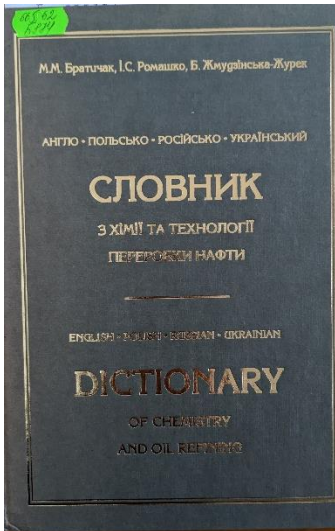 М.М. Братичак, І.С. Ромашко, Б. Жмудзінська-Журек
АНГЛО • ПОЛЬСЬКО • РОСІЙСЬКО • УКРАЇНСЬКИЙ
СЛОВНИК
З ХІМІЇ ТА ТЕХНОЛОГІЇ
ПЕРЕРОБКИ НАФТИ
ENGLISH • POLISH • RUSSIAN • UKRAINIAN
DICTIONARY
OF CHEMISTRY
AND OIL REFINING